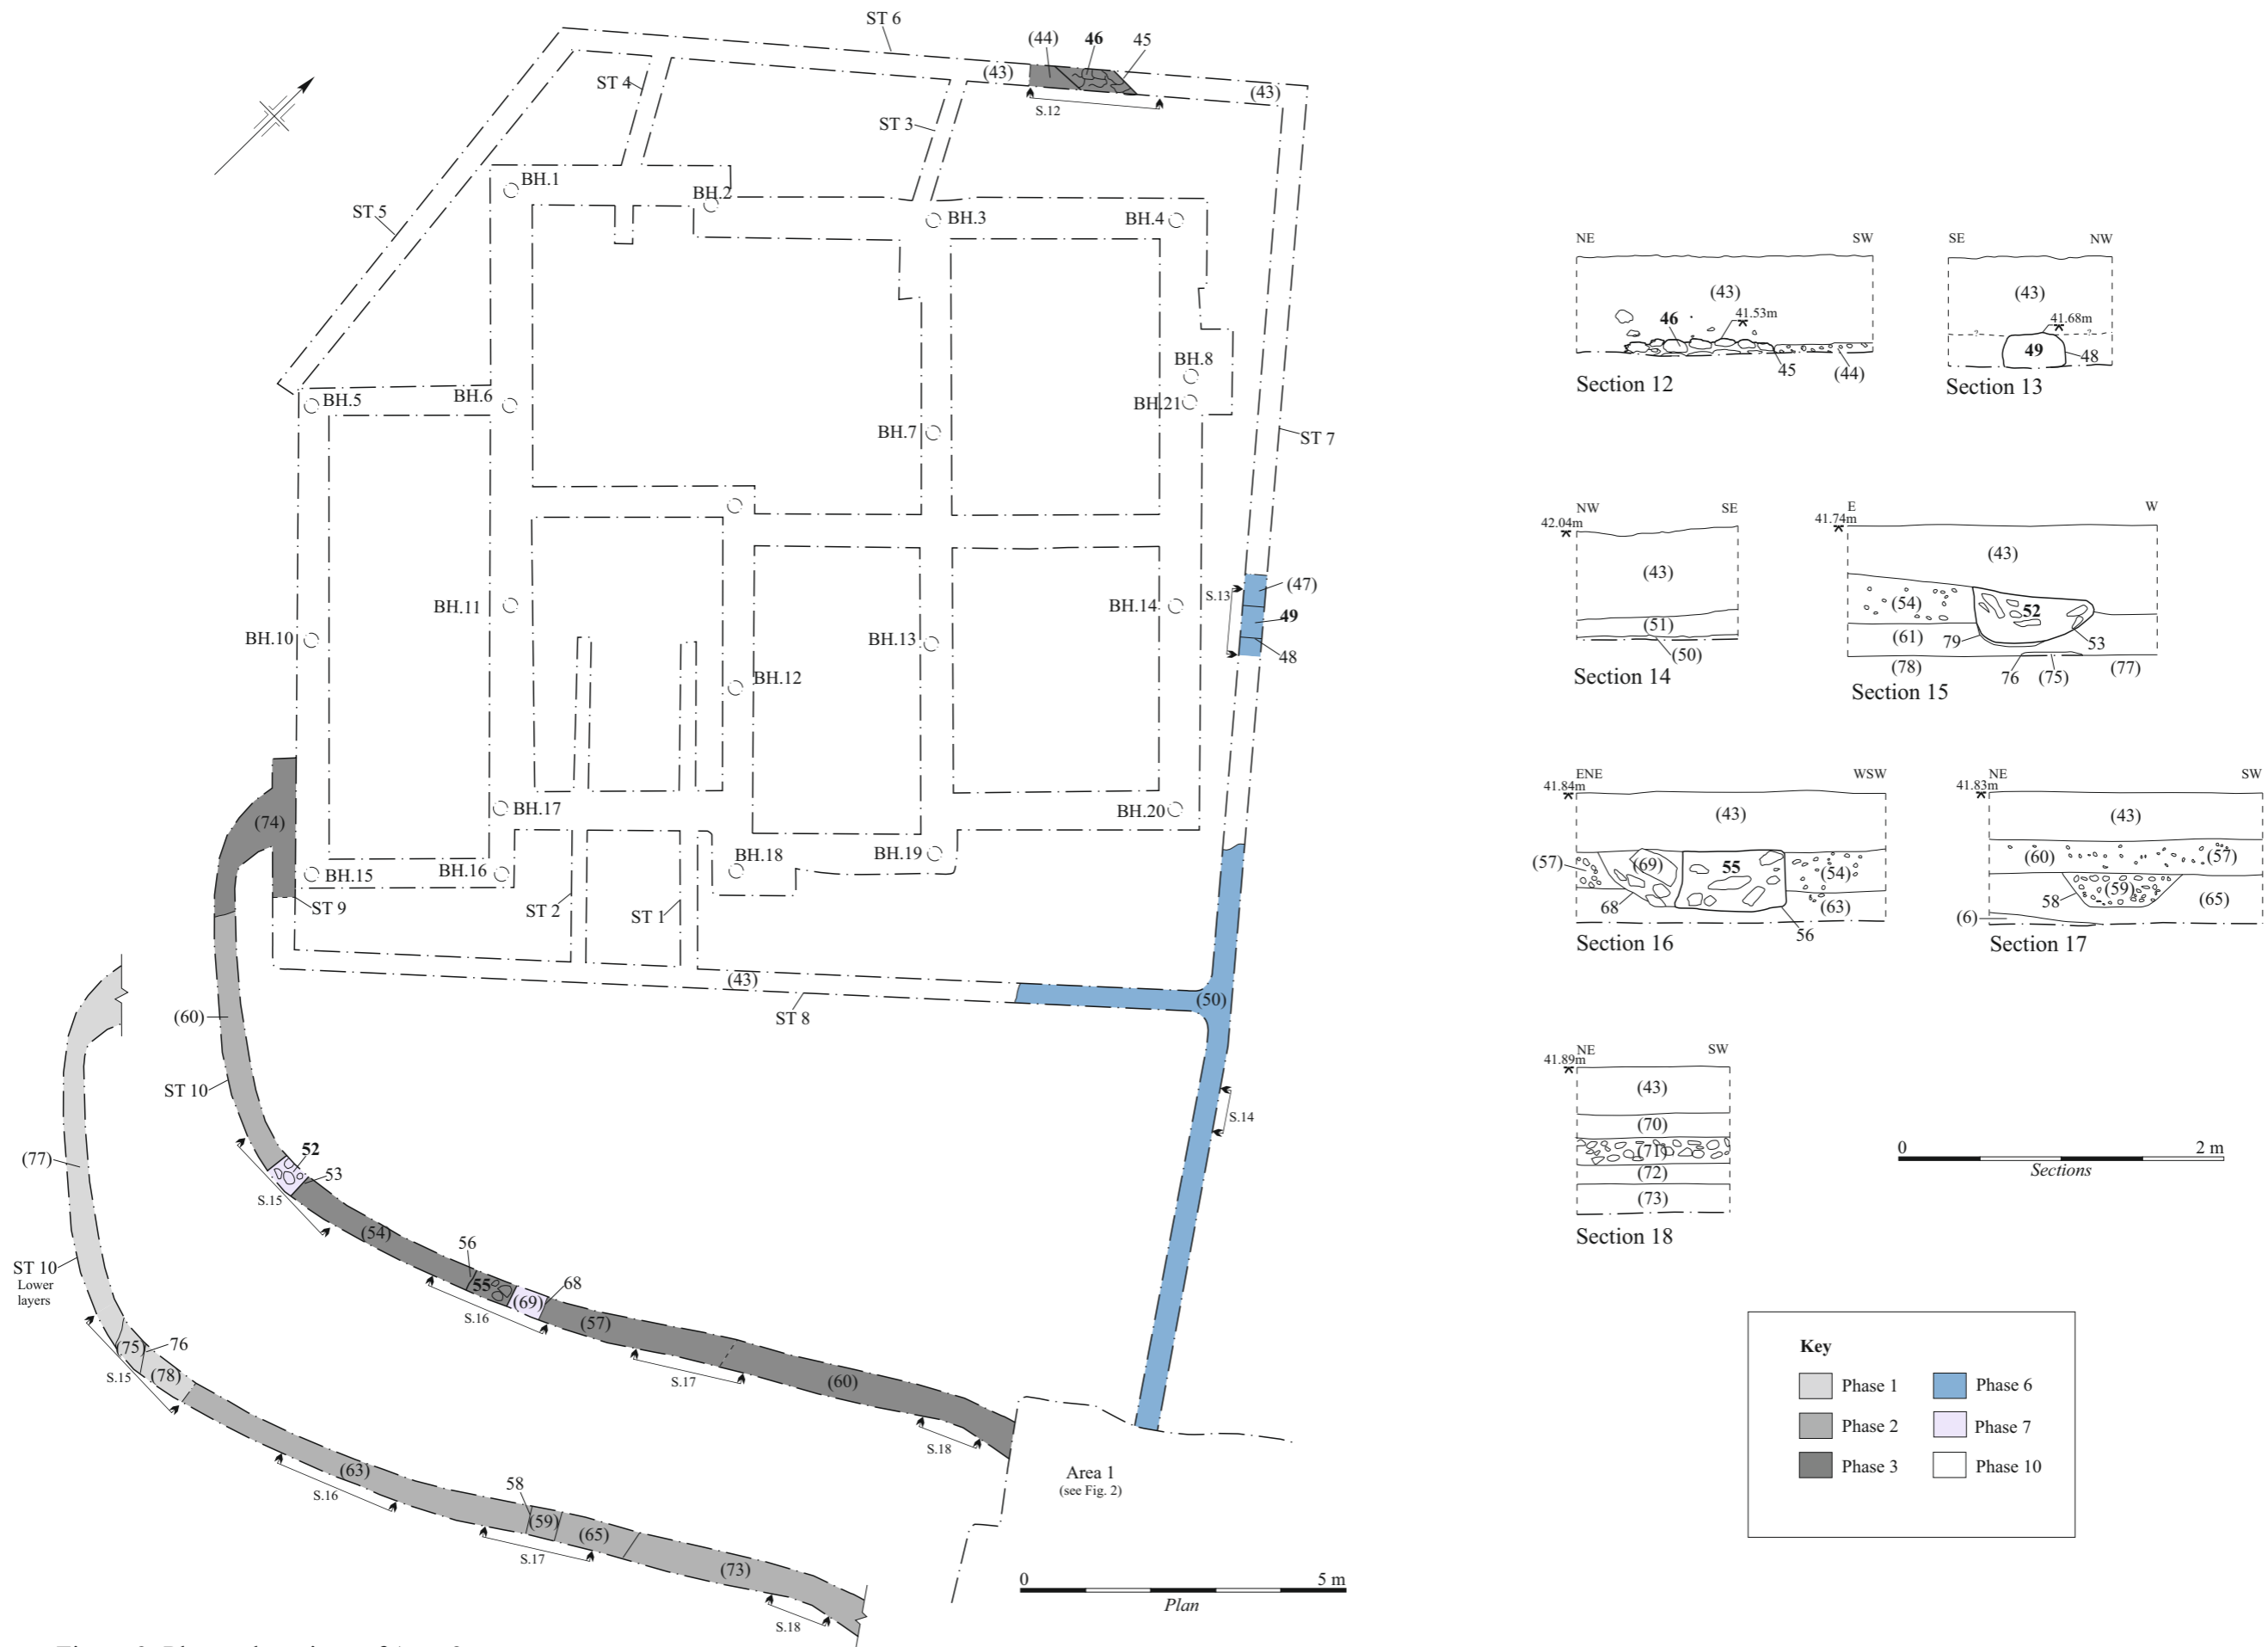 ST 6
(44)
46
45
(43)
(43)
S.12
ST 4
ST 3
ST 5
BH.1
BH.2
BH.3
BH.4
BH.5
BH.6
BH.7
BH.8
BH.21
ST 7
BH.10
BH.11
BH.12
BH.13
BH.14
S.13
(47)
49
48
(74)
BH.15
BH.16
BH.17
BH.18
BH.19
BH.20
ST 9
ST 2
ST 1
(43)
ST 8
(50)
S.14
(60)
ST 10
52
53
S.15
(54)
56
55
(69)
68
S.16
(57)
S.17
(60)
S.18
(77)
ST 10
Lower
layers
(75)
76
(78)
S.15
(63)
S.16
58
(59)
(65)
S.17
(73)
S.18
Area 1
(see Fig. 2)
0 5 m
Plan
NE SW
(43)
46
41.53m
45
(44)
Section 12
SE NW
(43)
41.68m
? ?
49
48
Section 13
NW SE
42.04m
(43)
(51)
(50)
Section 14
E W
41.74m
(43)
(54)
52
(61)
79
53
(78)
76
(75)
(77)
Section 15
ENE WSW
41.84m
(43)
(57)
(69)
55
(54)
68
(63)
56
Section 16
NE SW
41.83m
(43)
(60)
(57)
(59)
58
(65)
(6)
Section 17
NE SW
41.89m
(43)
(70)
(71)
(72)
(73)
Section 18
0 2 m
Sections
Key
Phase 1
Phase 2
Phase 3
Phase 6
Phase 7
Phase 10